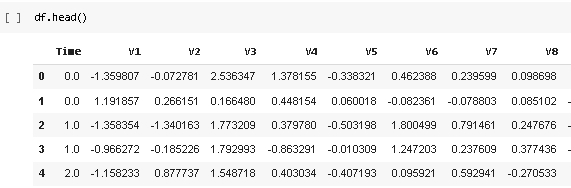 [ ] df.head()
Time V1 V2 V3 V4 V5 V6 V7 V8
0 0.0 -1.359807 -0.072781 2.536347 1.378155 -0.338321 0.462388 0.239599 0.098698
1 0.0 1.191857 0.266151 0.166480 0.448154 0.060018 -0.082361 -0.078803 0.085102
2 1.0 -1.358354 -1.340163 1.773209 0.379780 -0.503198 1.800499 0.791461 0.247676
3 1.0 -0.966272 -0.185226 1.792993 -0.863291 -0.010309 1.247203 0.237609 0.377436
4 2.0 -1.158233 0.877737 1.548718 0.403034 -0.407193 0.095921 0.592941 -0.270533